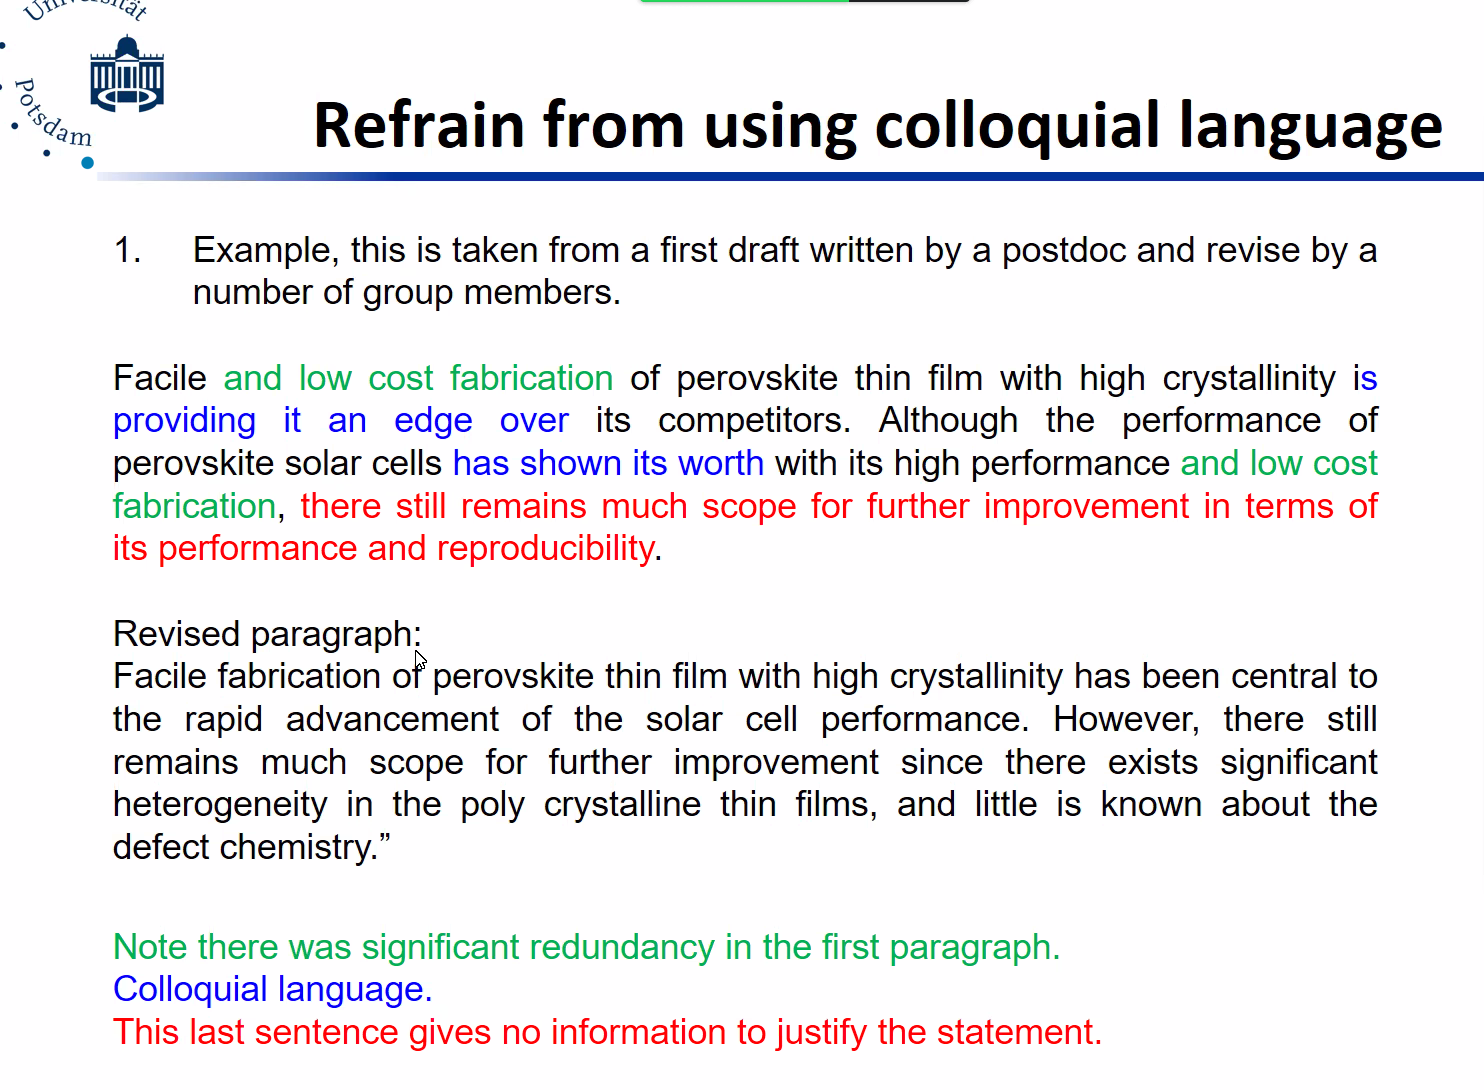 Universität
Potsdam
Refrain from using colloquial language
1. Example, this is taken from a first draft written by a postdoc and revise by a
number of group members.
Facile and low cost fabrication of perovskite thin film with high crystallinity is
providing it an edge over its competitors. Although the performance of
perovskite solar cells has shown its worth with its high performance and low cost
fabrication, there still remains much scope for further improvement in terms of
its performance and reproducibility.
Revised paragraph:
Facile fabrication of perovskite thin film with high crystallinity has been central to
the rapid advancement of the solar cell performance. However, there still
remains much scope for further improvement since there exists significant
heterogeneity in the poly crystalline thin films, and little is known about the
defect chemistry.”
Note there was significant redundancy in the first paragraph.
Colloquial language.
This last sentence gives no information to justify the statement.